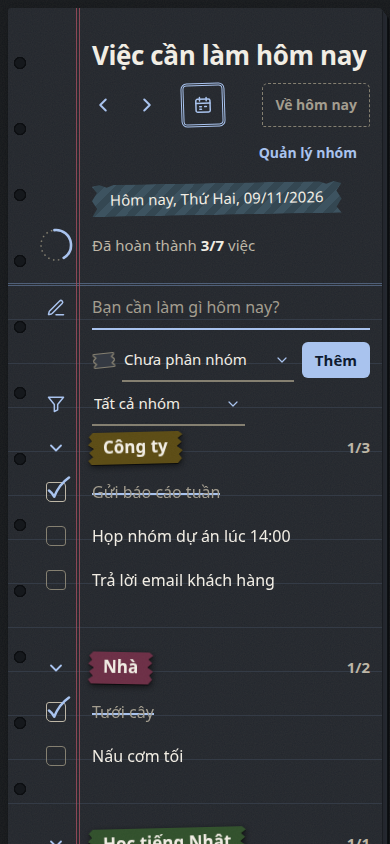 Việc cần làm hôm nay
Về hôm nay
Quản lý nhóm
Hôm nay, Thứ Hai, 09/11/2026
Đã hoàn thành 3/7 việc
Bạn cần làm gì hôm nay?
Chưa phân nhóm
Thêm
Tất cả nhóm
Công ty 1/3
Gửi báo cáo tuần
Họp nhóm dự án lúc 14:00
Trả lời email khách hàng
Nhà 1/2
Tưới cây
Nấu cơm tối
Học tiếng Nhật 1/1